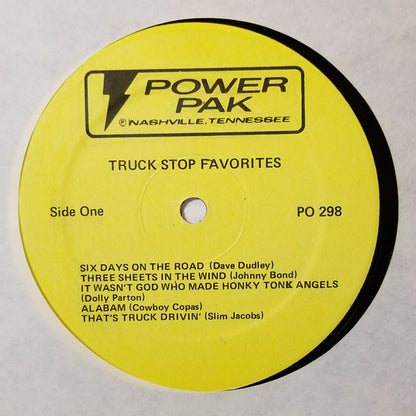 POWER
PAK
℗NASHVILLE, TENNESSEE
TRUCK STOP FAVORITES
Side One
PO 298
SIX DAYS ON THE ROAD (Dave Dudley)
THREE SHEETS IN THE WIND (Johnny Bond)
IT WASN'T GOD WHO MADE HONKY TONK ANGELS
(Dolly Parton)
ALABAM (Cowboy Copas)
THAT'S TRUCK DRIVIN' (Slim Jacobs)